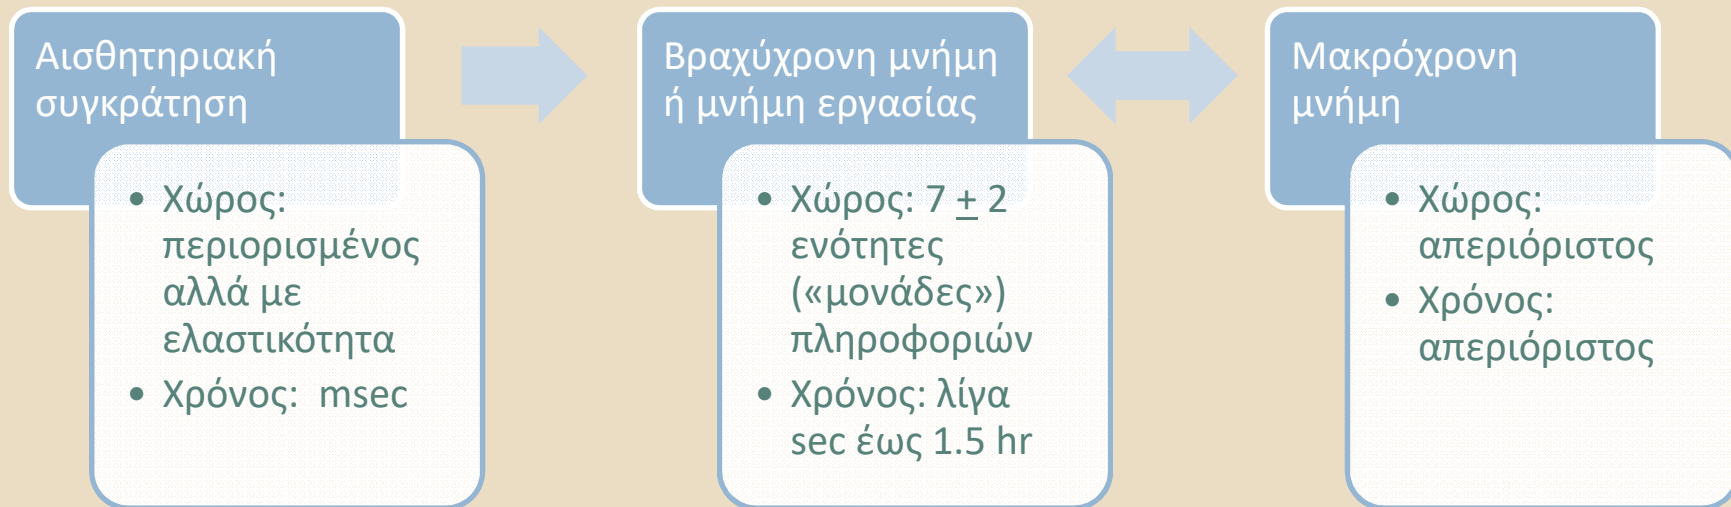 Αισθητηριακή
συγκράτηση
• Χώρος:
περιορισμένος
αλλά με
ελαστικότητα
• Χρόνος: msec
Βραχύχρονη μνήμη
ή μνήμη εργασίας
• Χώρος: 7 ± 2
ενότητες
(«μονάδες»)
πληροφοριών
• Χρόνος: λίγα
sec έως 1.5 hr
Μακρόχρονη
μνήμη
• Χώρος:
απεριόριστος
• Χρόνος:
απεριόριστος